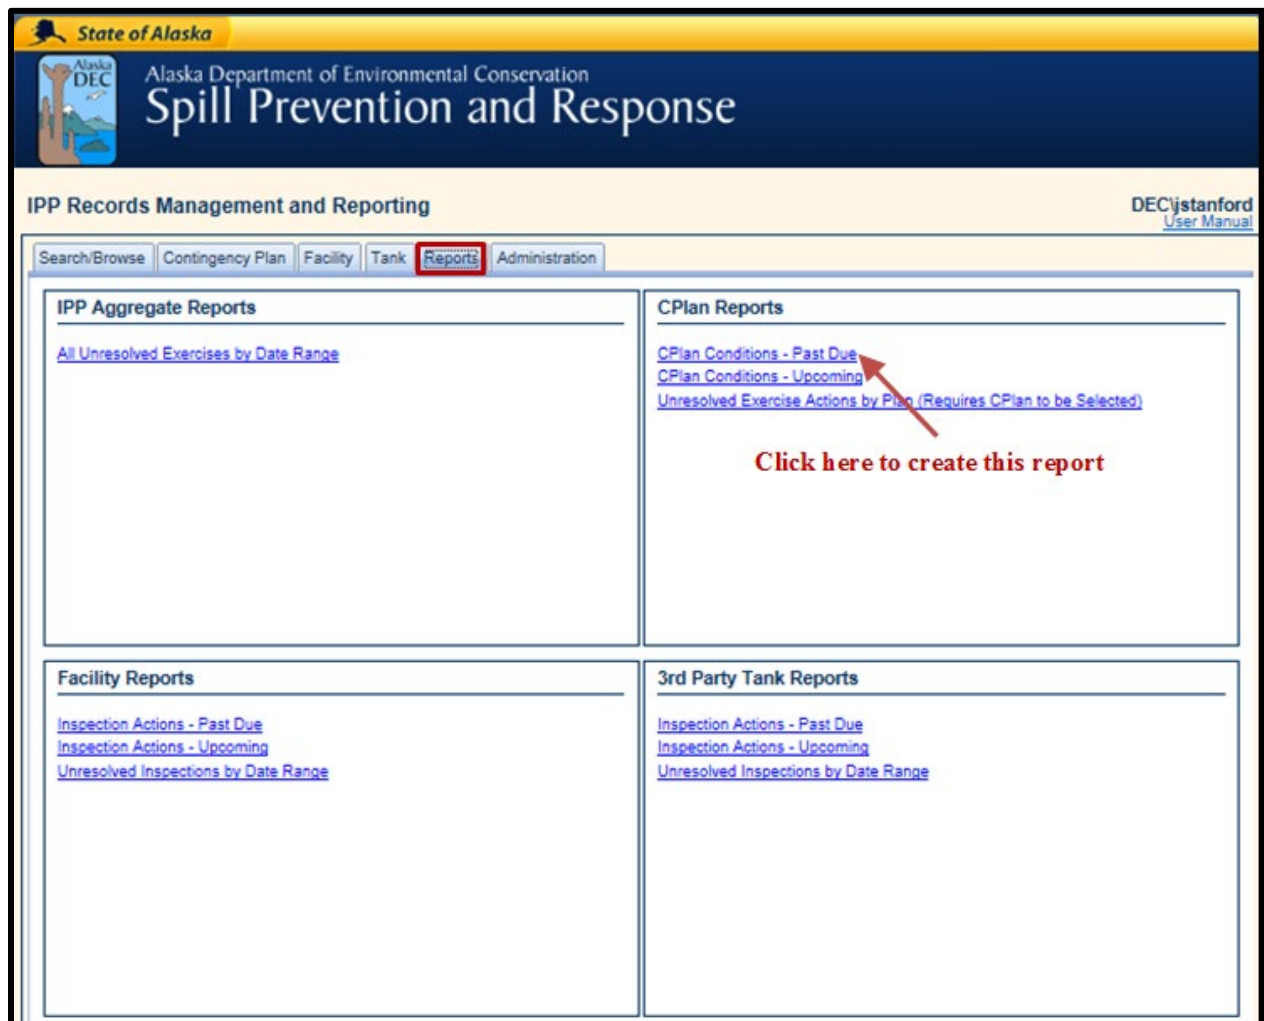 State of Alaska
Alaska
DEC
Alaska Department of Environmental Conservation
Spill Prevention and Response
IPP Records Management and Reporting
DEC\jstanford
User Manual
Search/Browse Contingency Plan Facility Tank Reports Administration
IPP Aggregate Reports
All Unresolved Exercises by Date Range
CPlan Reports
CPlan Conditions - Past Due
CPlan Conditions - Upcoming
Unresolved Exercise Actions by Plan (Requires CPlan to be Selected)
Click here to create this report
Facility Reports
Inspection Actions - Past Due
Inspection Actions - Upcoming
Unresolved Inspections by Date Range
3rd Party Tank Reports
Inspection Actions - Past Due
Inspection Actions - Upcoming
Unresolved Inspections by Date Range